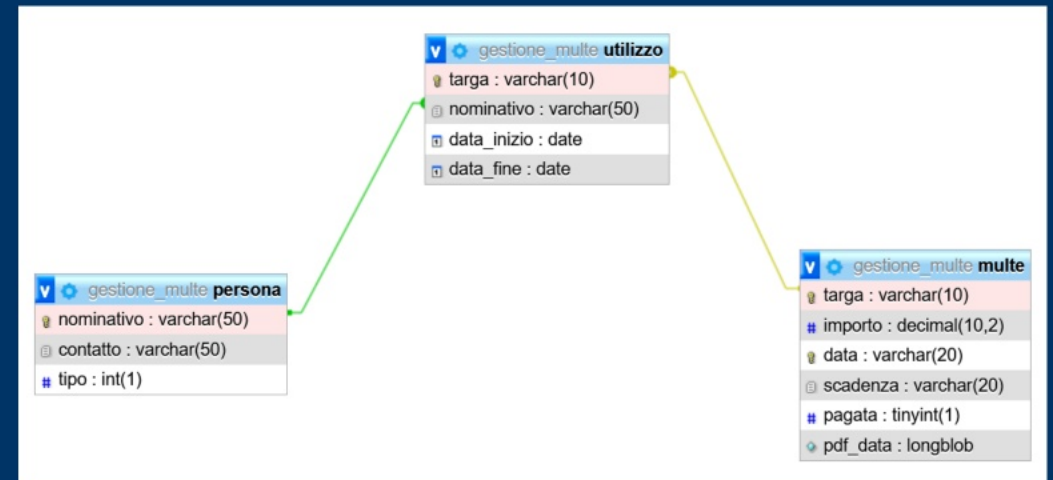 v gestione_multe utilizzo
targa : varchar(10)
nominativo : varchar(50)
data_inizio : date
data_fine : date
v gestione_multe persona
nominativo : varchar(50)
contatto : varchar(50)
# tipo : int(1)
v gestione_multe multe
targa : varchar(10)
# importo : decimal(10,2)
data : varchar(20)
scadenza : varchar(20)
# pagata : tinyint(1)
pdf_data : longblob